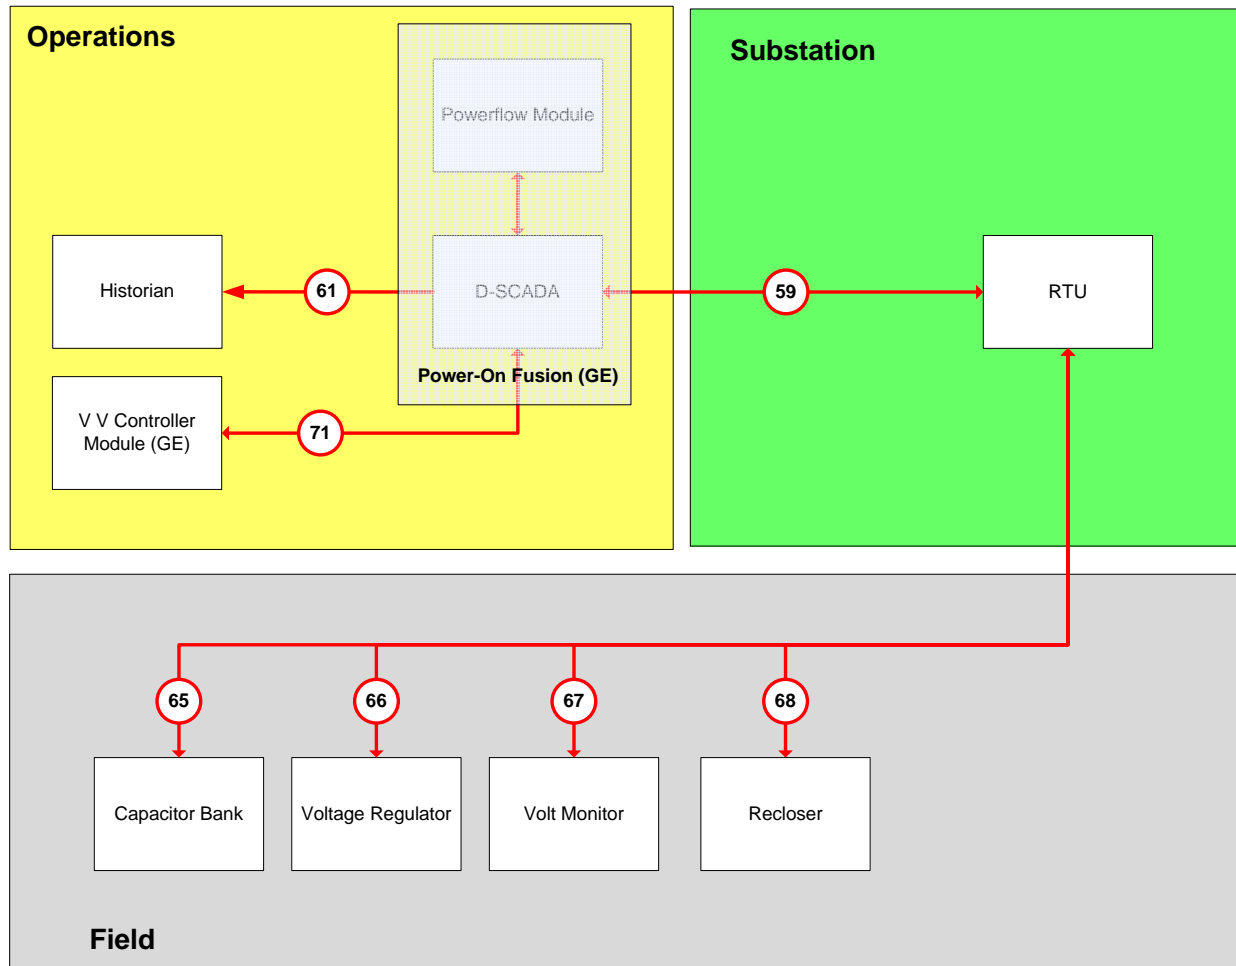 Operations
Substation
Powerflow Module
Historian
61
D-SCADA
59
RTU
Power-On Fusion (GE)
V V Controller
Module (GE)
71
65
66
67
68
Capacitor Bank
Voltage Regulator
Volt Monitor
Recloser
Field